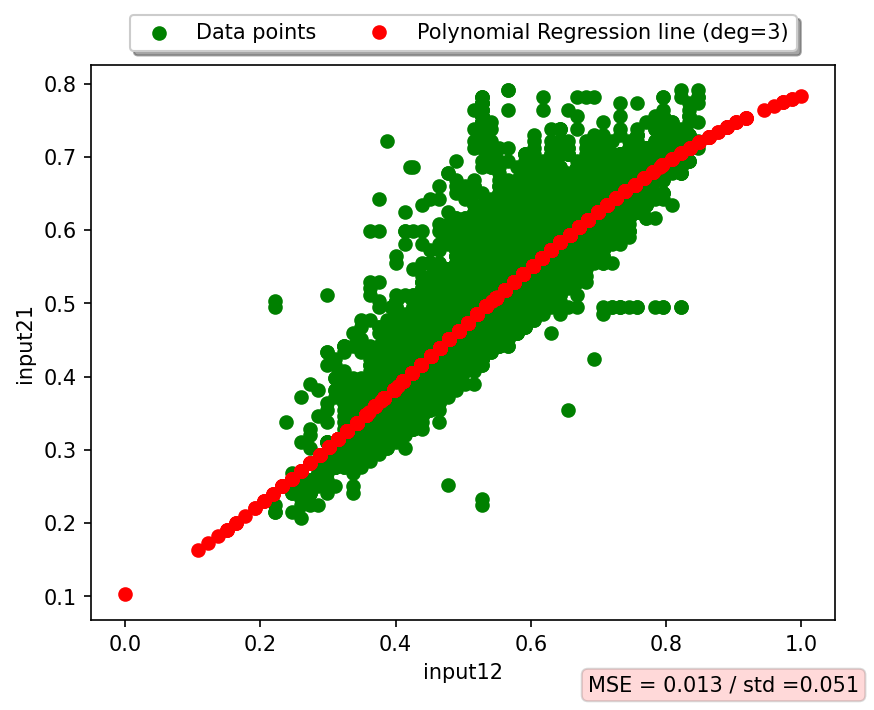 Data points
Polynomial Regression line (deg=3)
0.8
0.7
0.6
0.5
0.4
0.3
0.2
0.1
input21
0.0 0.2 0.4 0.6 0.8 1.0
input12
MSE = 0.013 / std =0.051